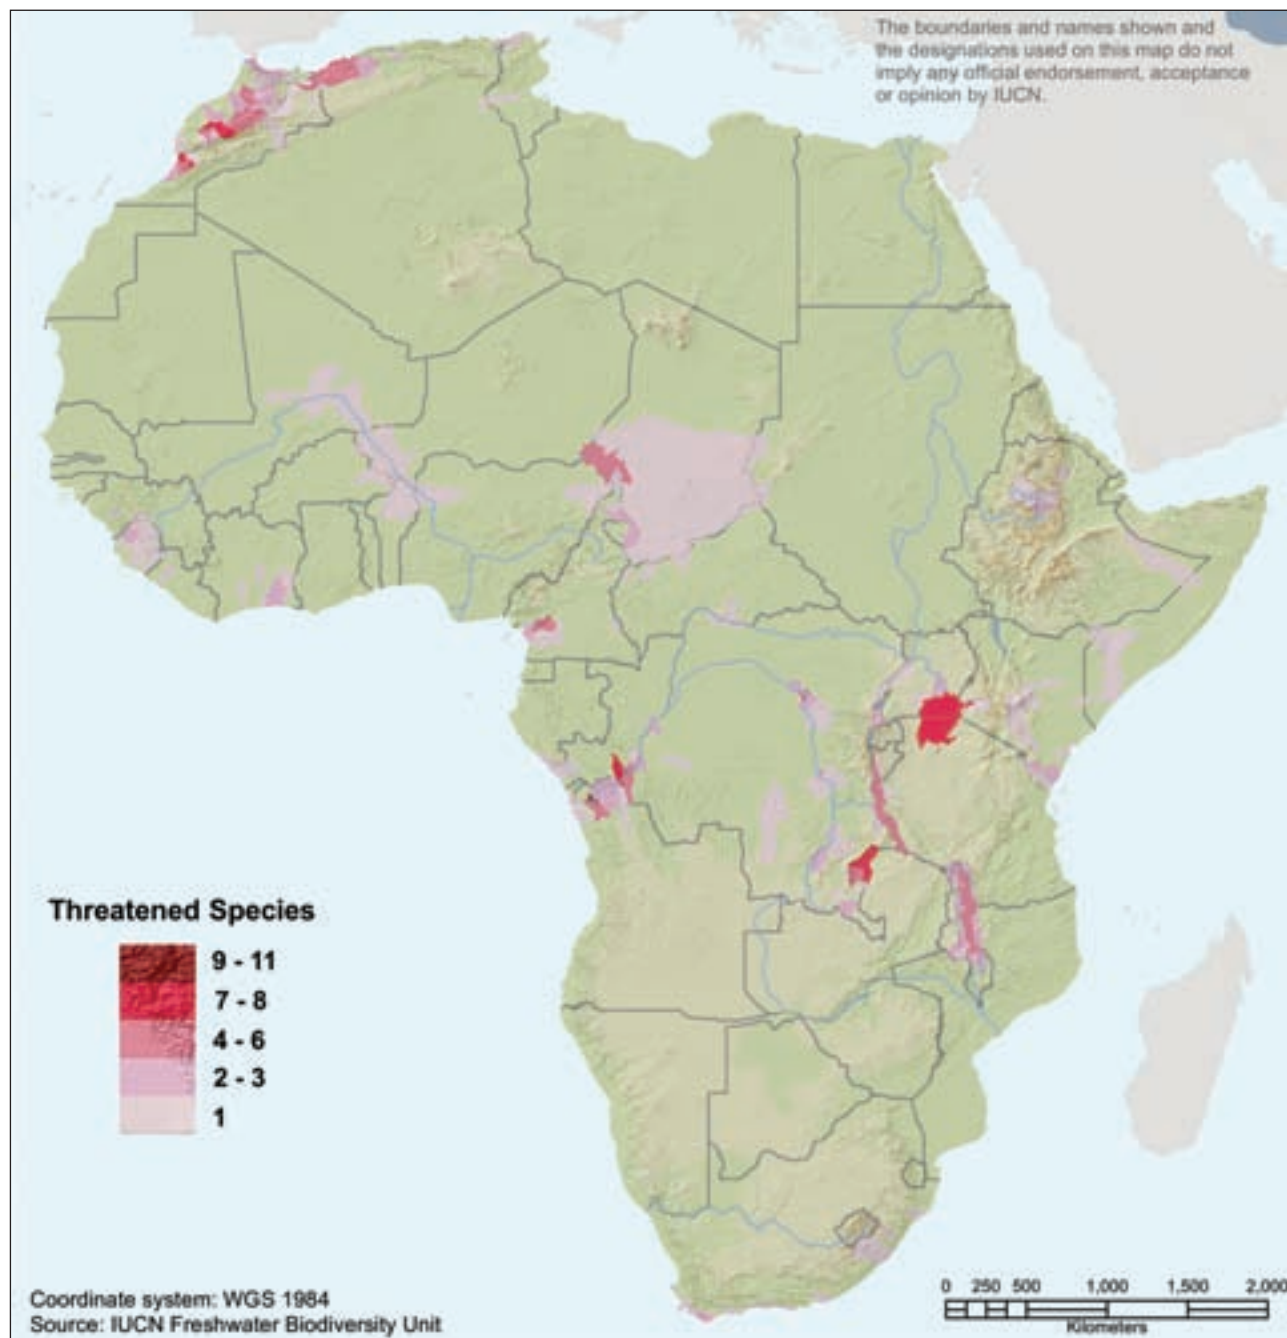 The boundaries and names shown and
the designations used on this map do not
imply any official endorsement, acceptance
or opinion by IUCN.
Threatened Species
9 - 11
7 - 8
4 - 6
2 - 3
1
Coordinate system: WGS 1984
Source: IUCN Freshwater Biodiversity Unit
0 250 500 1,000 1,500 2,000
Kilometers